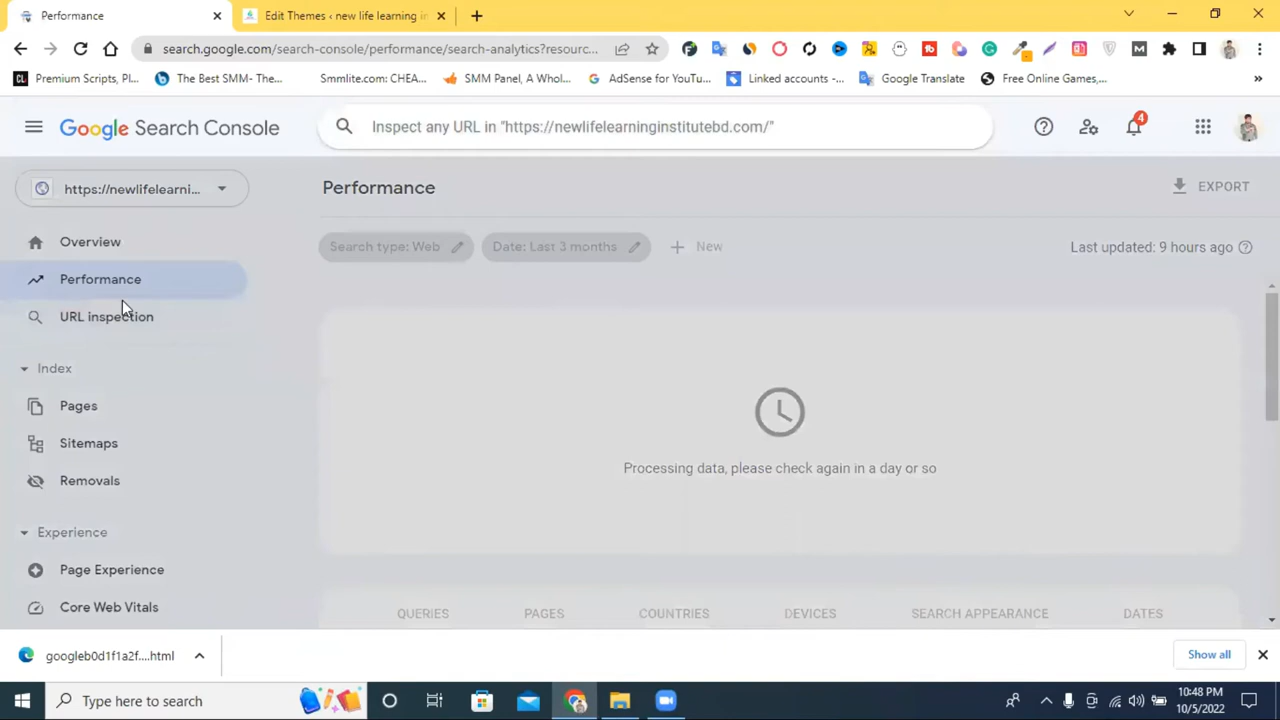 Performance
Edit Themes ‹ new life learning in
search.google.com/search-console/performance/search-analytics?resourc...
Premium Scripts, Pl...
The Best SMM- The...
Smmlite.com: CHEA...
SMM Panel, A Whol...
AdSense for YouTu...
Linked accounts -...
Google Translate
Free Online Games,...
Google Search Console
Inspect any URL in "https://newlifelearninginstitutebd.com/"
4
https://newlifelearni...
Performance
EXPORT
Overview
Search type: Web
Date: Last 3 months
New
Last updated: 9 hours ago
Performance
URL inspection
Index
Pages
Sitemaps
Removals
Processing data, please check again in a day or so
Experience
Page Experience
Core Web Vitals
QUERIES
PAGES
COUNTRIES
DEVICES
SEARCH APPEARANCE
DATES
googleb0d1f1a2f....html
Show all
Type here to search
10:48 PM
10/5/2022